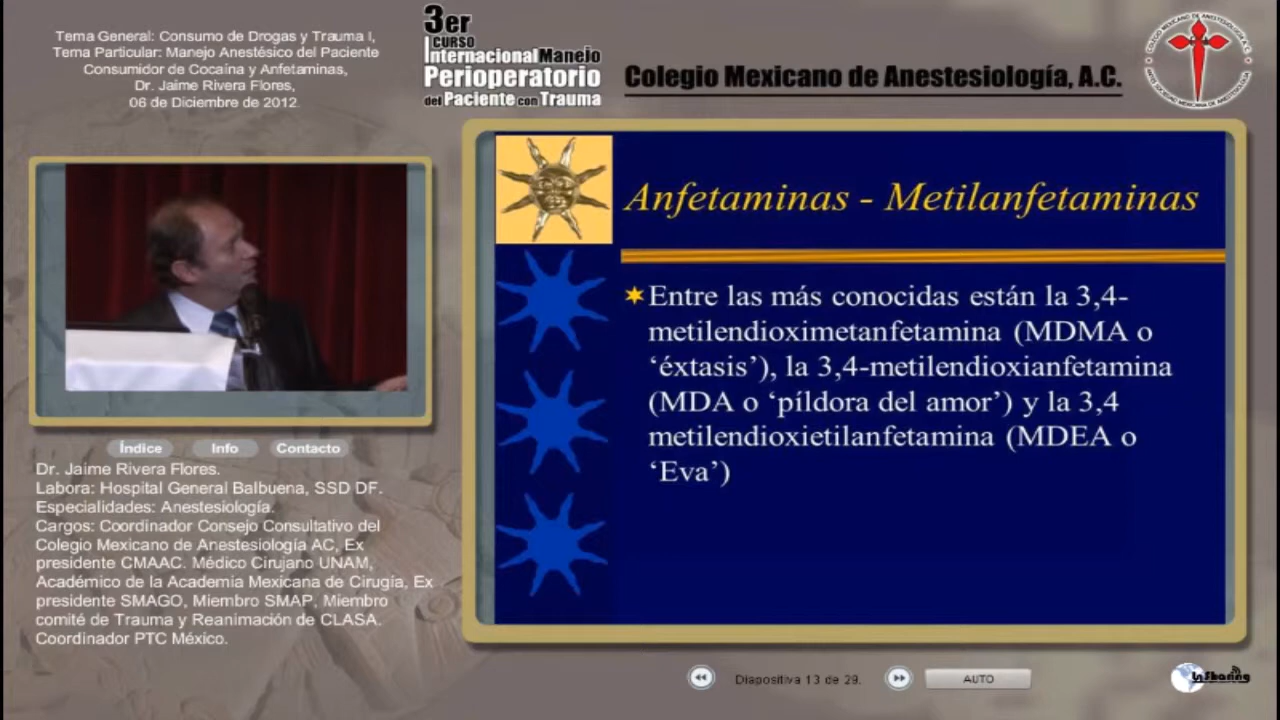 Tema General: Consumo de Drogas y Trauma I,
Tema Particular: Manejo Anestésico del Paciente
Consumidor de Cocaína y Anfetaminas,
Dr. Jaime Rivera Flores,
06 de Diciembre de 2012.
3er
CURSO
Internacional Manejo
Perioperatorio
del Paciente con Trauma
Colegio Mexicano de Anestesiología, A.C.
Anfetaminas - Metilanfetaminas
Entre las más conocidas están la 3,4-
metilendioximetanfetamina (MDMA o
‘éxtasis’), la 3,4-metilendioxianfetamina
(MDA o ‘píldora del amor’) y la 3,4
metilendioxietilanfetamina (MDEA o
‘Eva’)
Índice
Info
Contacto
Dr. Jaime Rivera Flores.
Labora: Hospital General Balbuena, SSD DF.
Especialidades: Anestesiología.
Cargos: Coordinador Consejo Consultativo del
Colegio Mexicano de Anestesiología AC, Ex
presidente CMAAC. Médico Cirujano UNAM,
Académico de la Academia Mexicana de Cirugía, Ex
presidente SMAGO, Miembro SMAP, Miembro
comité de Trauma y Reanimación de CLASA.
Coordinador PTC México.
Diapositiva 13 de 29.
AUTO
InSharing